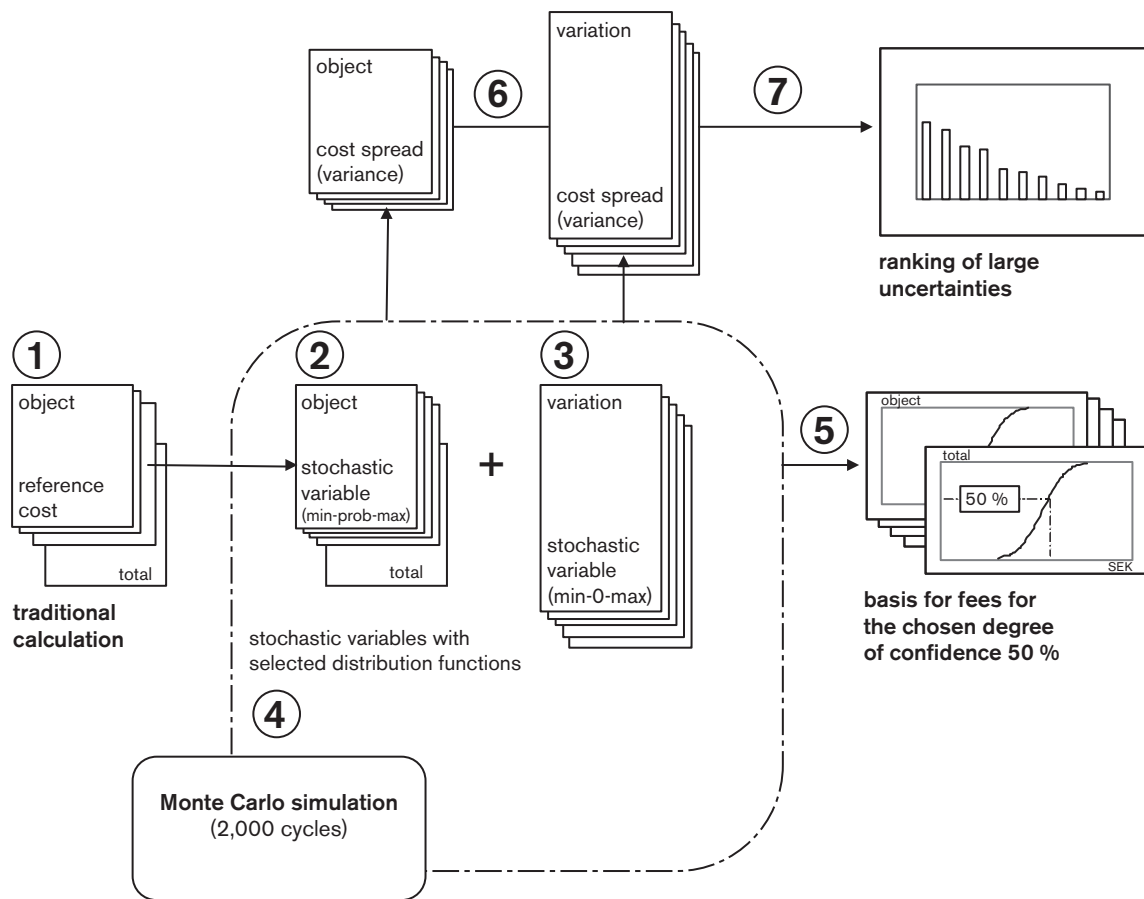 object
cost spread
(variance)
6
variation
cost spread
(variance)
7
ranking of large
uncertainties
1
object
reference
cost
total
traditional
calculation
2
object
stochastic
variable
(min-prob-max)
total
+
3
variation
stochastic
variable
(min-0-max)
stochastic variables with
selected distribution functions
4
Monte Carlo simulation
(2,000 cycles)
5
object
total
50 %
SEK
basis for fees for
the chosen degree
of confidence 50 %